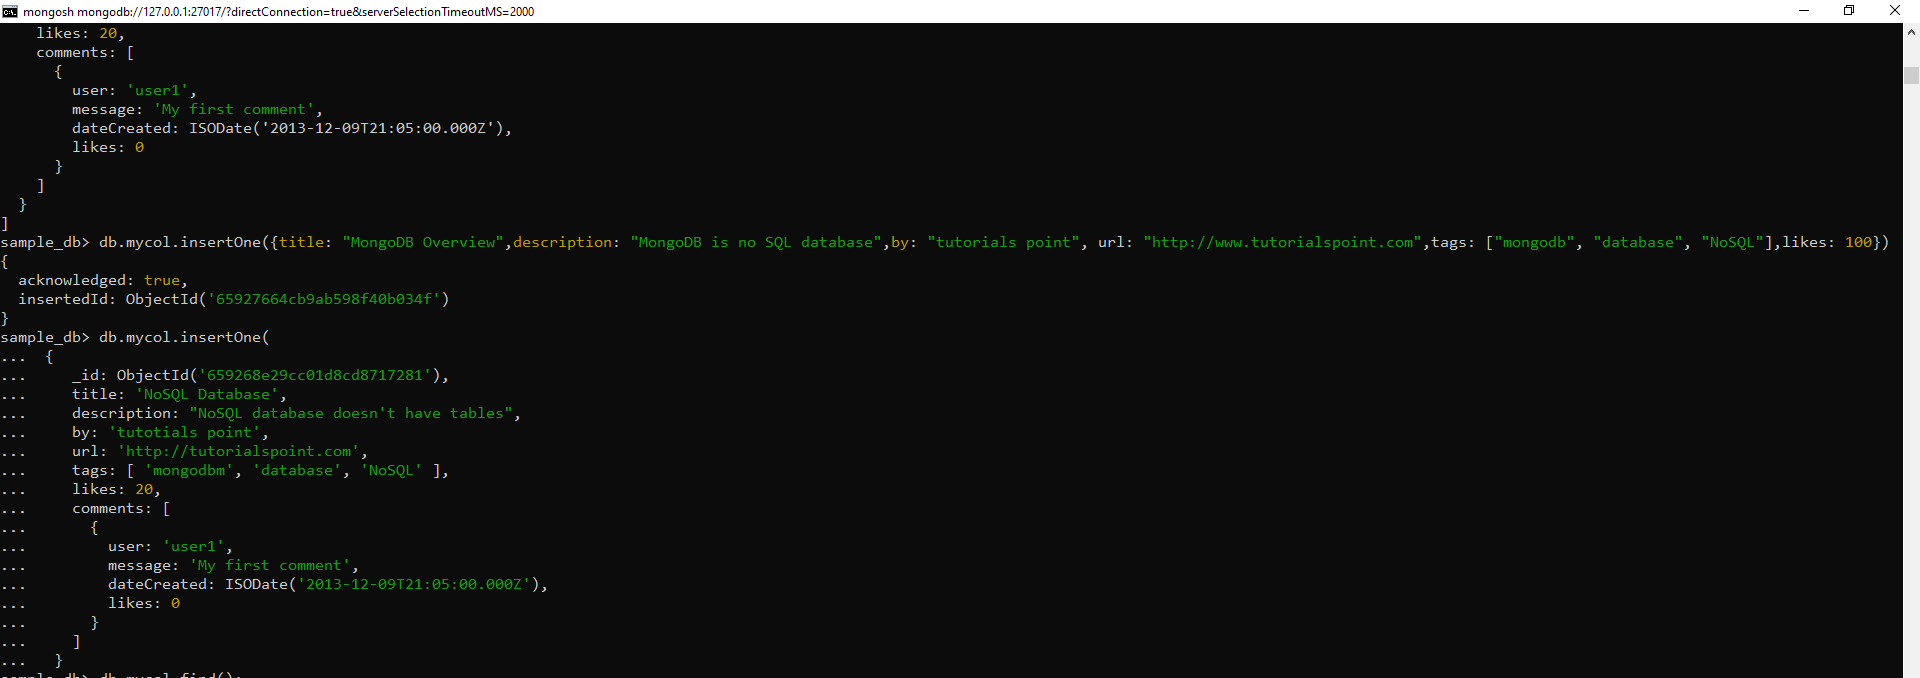 mongosh mongodb://127.0.0.1:27017/?directConnection=true&serverSelectionTimeoutMS=2000
    likes: 20,
    comments: [
      {
        user: 'user1',
        message: 'My first comment',
        dateCreated: ISODate('2013-12-09T21:05:00.000Z'),
        likes: 0
      }
    ]
  }
]
sample_db> db.mycol.insertOne({title: "MongoDB Overview",description: "MongoDB is no SQL database",by: "tutorials point", url: "http://www.tutorialspoint.com",tags: ["mongodb", "database", "NoSQL"],likes: 100})
{
  acknowledged: true,
  insertedId: ObjectId('65927664cb9ab598f40b034f')
}
sample_db> db.mycol.insertOne(
...  {
...     _id: ObjectId('659268e29cc01d8cd8717281'),
...     title: 'NoSQL Database',
...     description: "NoSQL database doesn't have tables",
...     by: 'tutotials point',
...     url: 'http://tutorialspoint.com',
...     tags: [ 'mongodbm', 'database', 'NoSQL' ],
...     likes: 20,
...     comments: [
...       {
...         user: 'user1',
...         message: 'My first comment',
...         dateCreated: ISODate('2013-12-09T21:05:00.000Z'),
...         likes: 0
...       }
...     ]
...   }
sample_db> db.mycol.find();